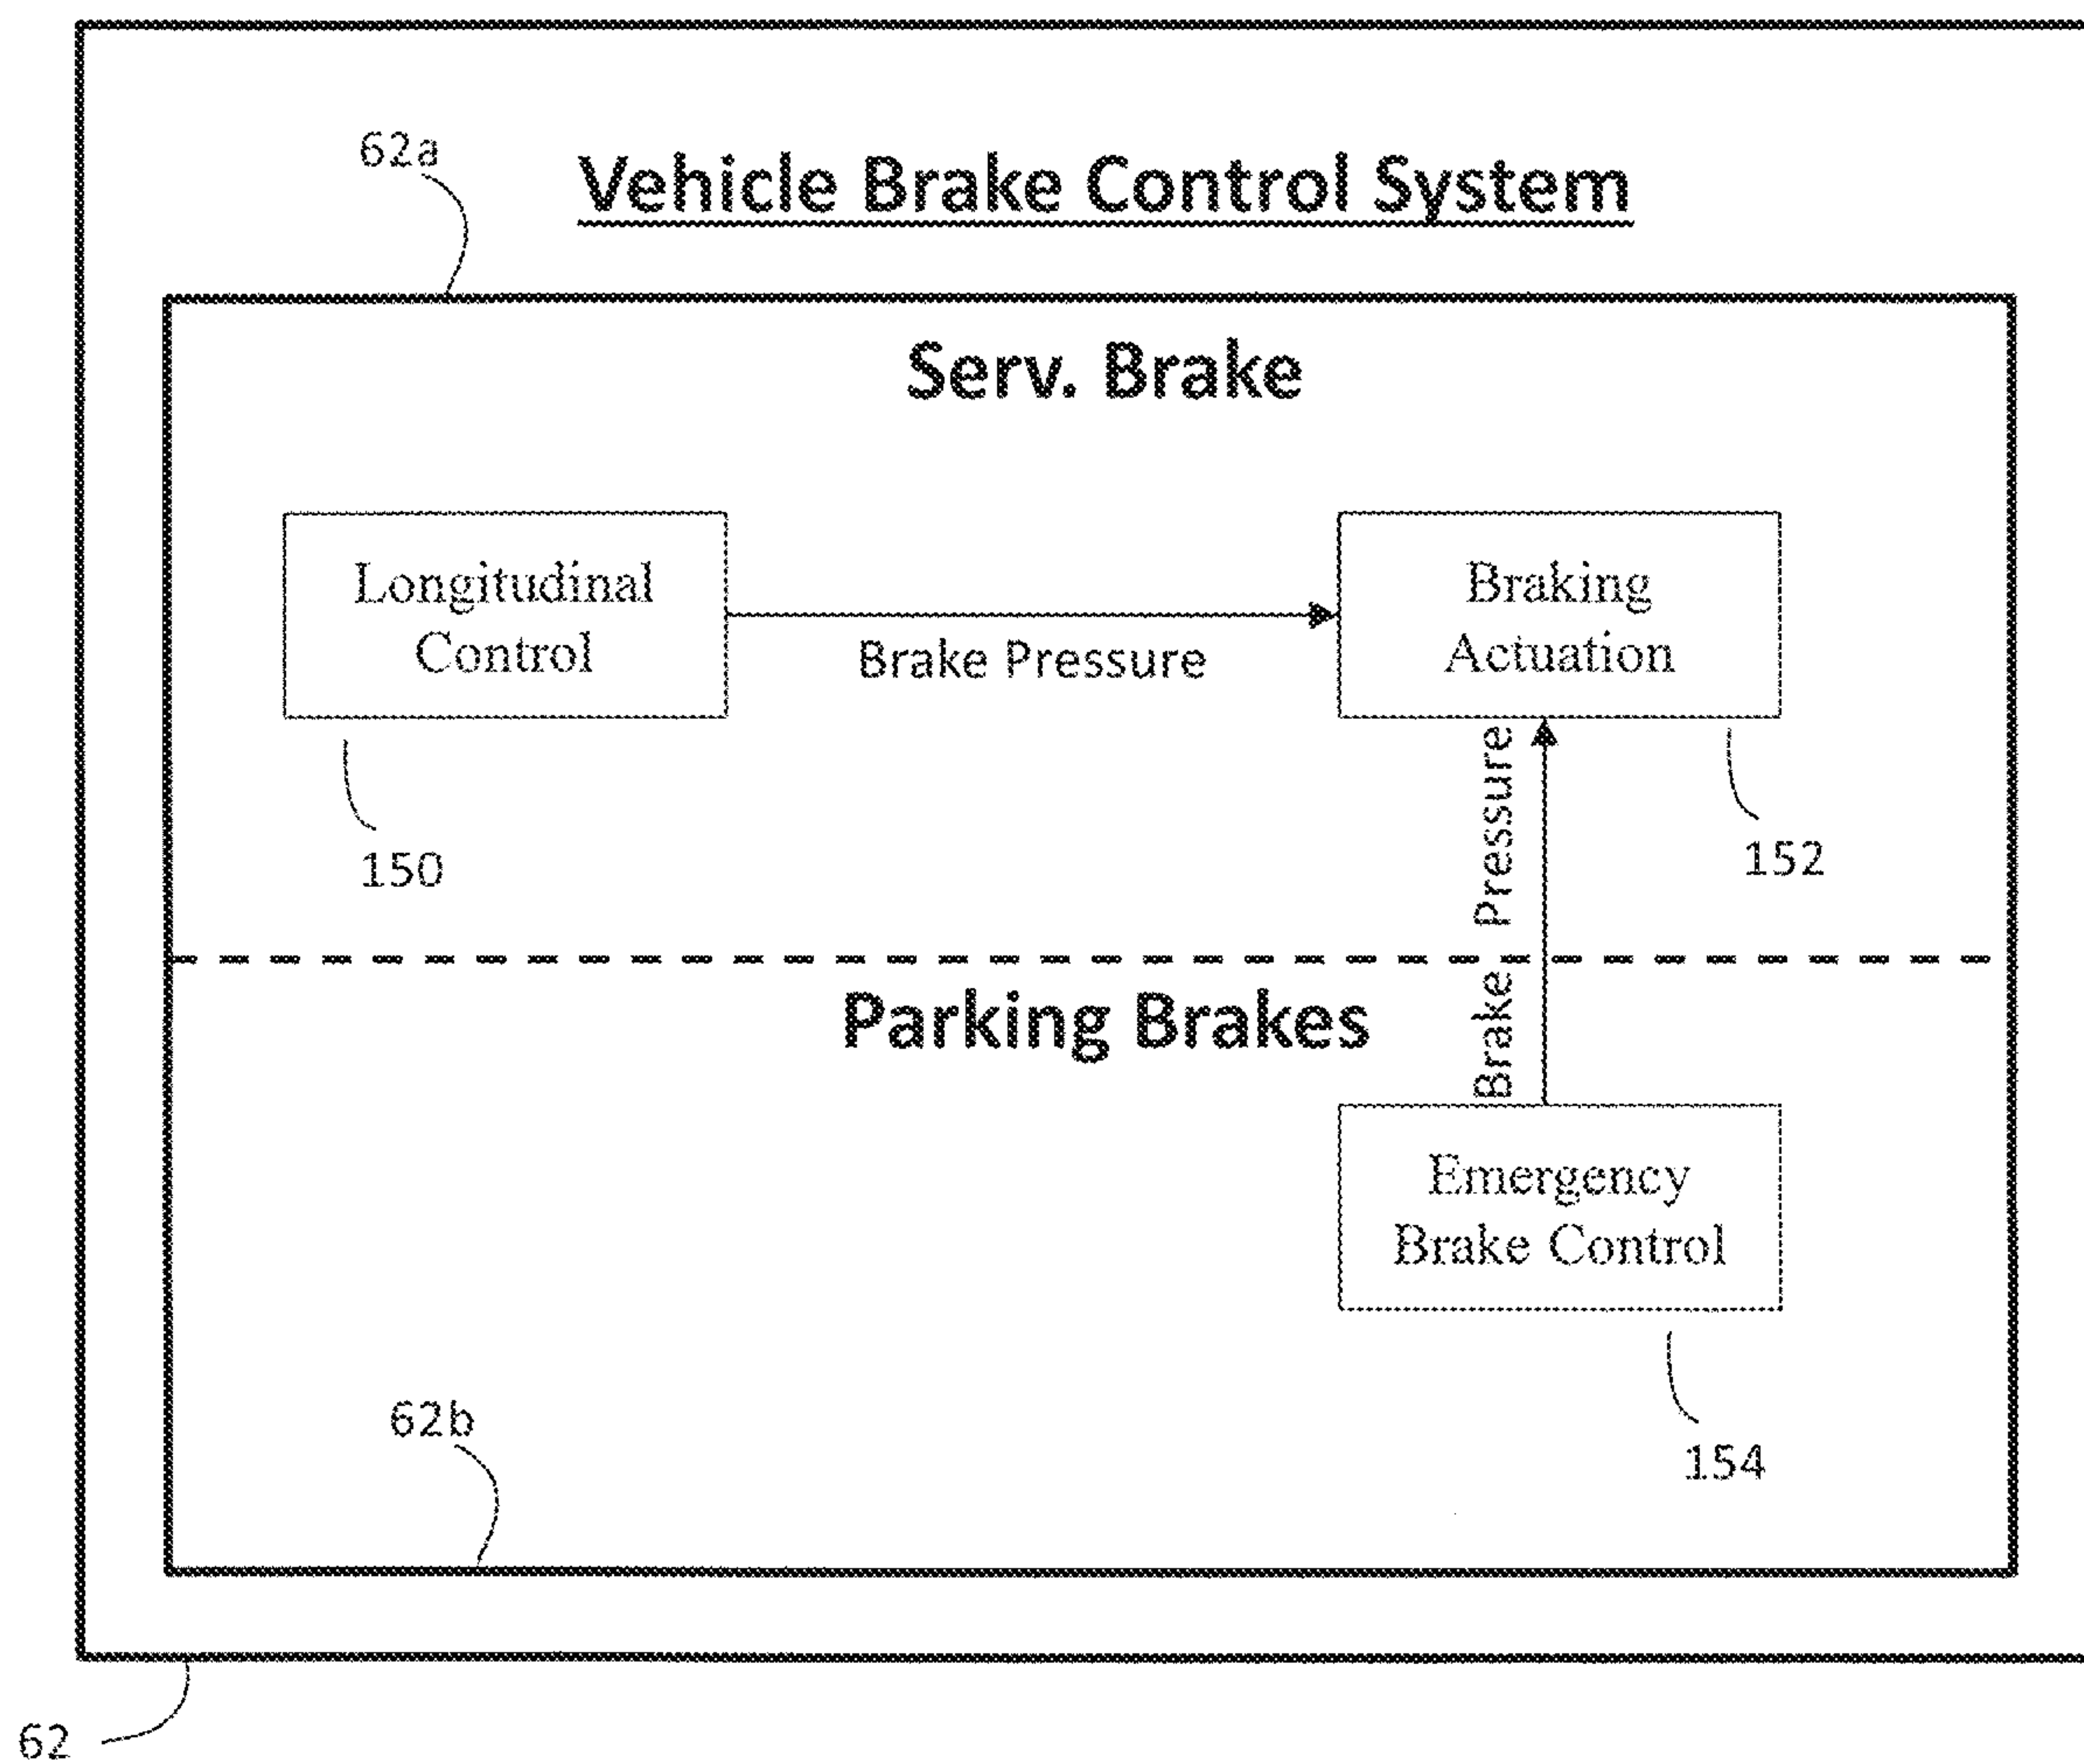 62a
Vehicle Brake Control System
Serv. Brake
Longitudinal
Control
Brake Pressure
Braking
Actuation
150
152
Brake Pressure
Parking Brakes
Emergency
Brake Control
62b
154
62